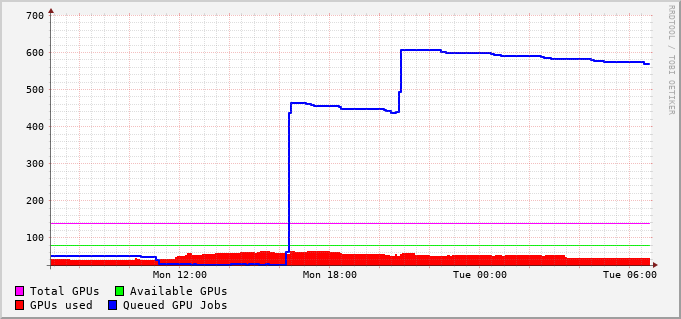 700
600
500
400
300
200
100
Mon 12:00 Mon 18:00 Tue 00:00 Tue 06:00
Total GPUs Available GPUs
GPUs used Queued GPU Jobs
RRDTOOL / TOBI OETIKER